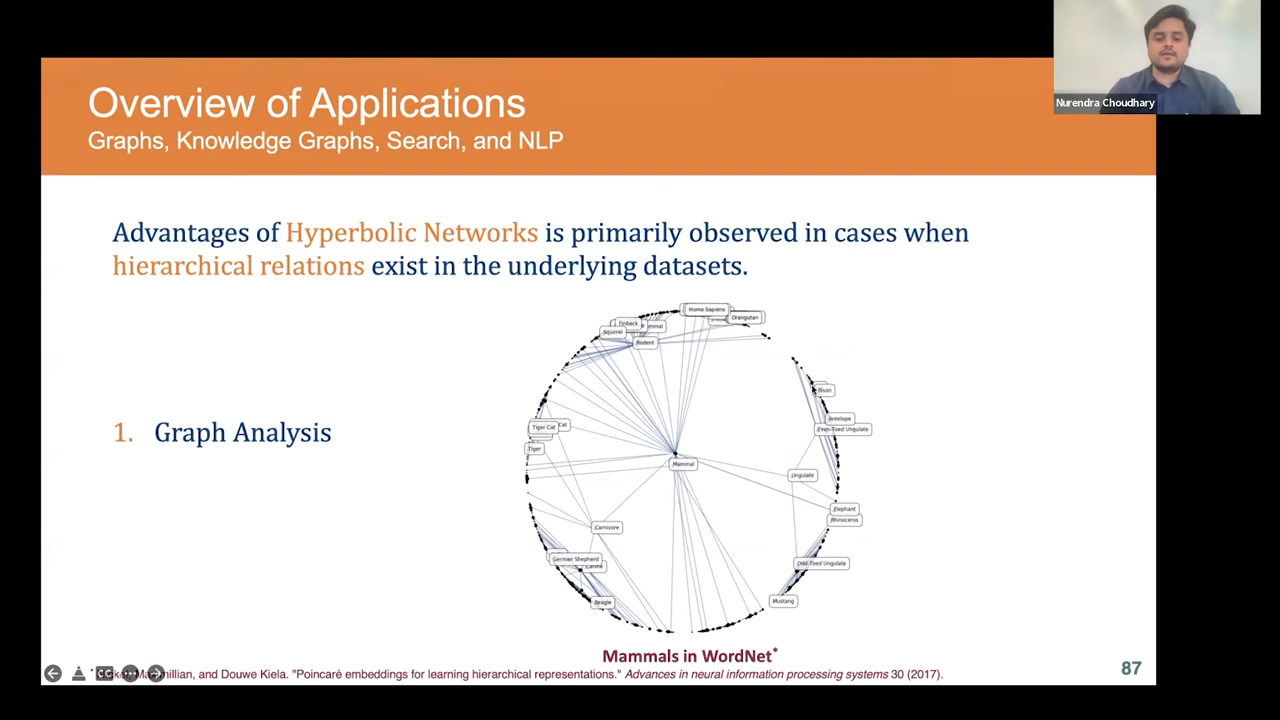 Nurendra Choudhary
Overview of Applications
Graphs, Knowledge Graphs, Search, and NLP
Advantages of Hyperbolic Networks is primarily observed in cases when
hierarchical relations exist in the underlying datasets.
1. Graph Analysis
Homo Sapiens
Orangutan
Finback
Squirrel
Rodent
Bison
Antelope
Even-Toed Ungulate
Tiger Cat
Cat
Tiger
Mammal
Ungulate
Elephant
Rhinoceros
Carnivore
German Shepherd
Canine
Odd-Toed Ungulate
Beagle
Mustang
Mammals in WordNet*
and Douwe Kiela. "Poincaré embeddings for learning hierarchical representations." Advances in neural information processing systems 30 (2017).
87